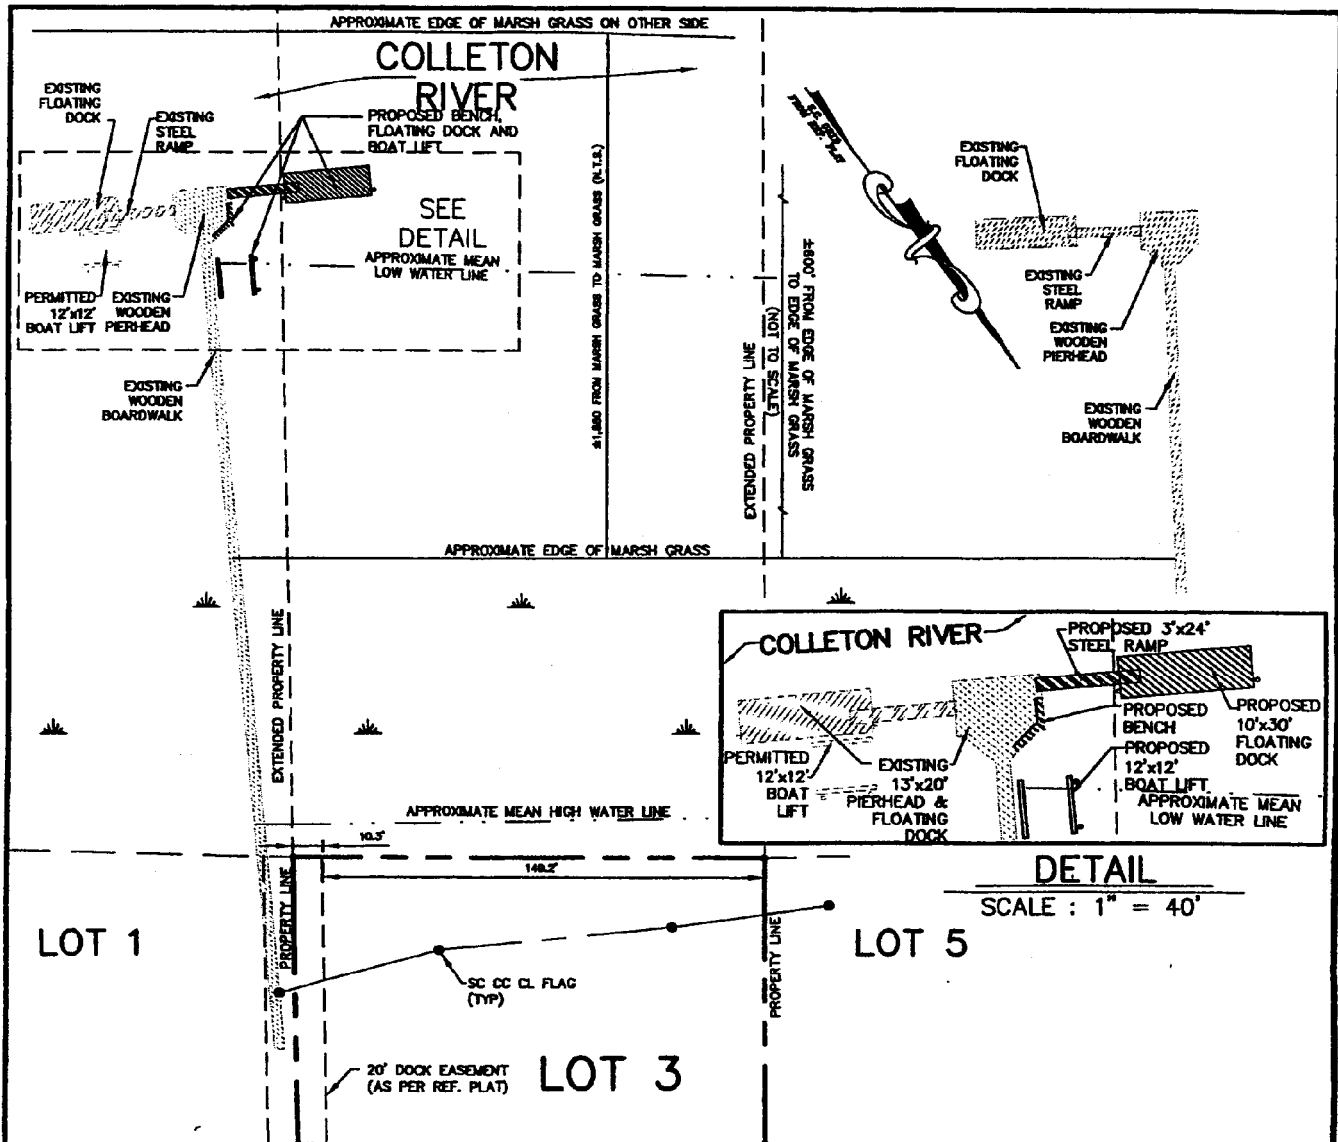 APPROXIMATE EDGE OF MARSH GRASS ON OTHER SIDE
COLLETON
RIVER
EXISTING
FLOATING
DOCK
EXISTING
STEEL
RAMP
PROPOSED BENCH,
FLOATING DOCK AND
BOAT LIFT
SEE
DETAIL
APPROXIMATE MEAN
LOW WATER LINE
PERMITTED
12'x12'
BOAT LIFT
EXISTING
WOODEN
PIERHEAD
EXISTING
WOODEN
BOARDWALK
±1,880 FROM MARSH GRASS TO MARSH GRASS (N.T.S.)
EXTENDED PROPERTY LINE
±800' FROM EDGE OF MARSH GRASS
TO EDGE OF MARSH GRASS
(NOT TO SCALE)
S.C. GRID
FROM REF. PLAT
EXISTING
FLOATING
DOCK
EXISTING
STEEL
RAMP
EXISTING
WOODEN
PIERHEAD
EXISTING
WOODEN
BOARDWALK
APPROXIMATE EDGE OF MARSH GRASS
EXTENDED PROPERTY LINE
COLLETON RIVER
PROPOSED 3'x24'
STEEL RAMP
PROPOSED
BENCH
PROPOSED
10'x30'
FLOATING
DOCK
PERMITTED
12'x12'
BOAT
LIFT
EXISTING
13'x20'
PIERHEAD &
FLOATING
DOCK
PROPOSED
12'x12'
BOAT LIFT
APPROXIMATE MEAN
LOW WATER LINE
DETAIL
SCALE : 1" = 40'
APPROXIMATE MEAN HIGH WATER LINE
10.3'
149.2'
PROPERTY LINE
PROPERTY LINE
LOT 1
LOT 5
SC CC CL FLAG
(TYP)
20' DOCK EASEMENT
(AS PER REF. PLAT)
LOT 3